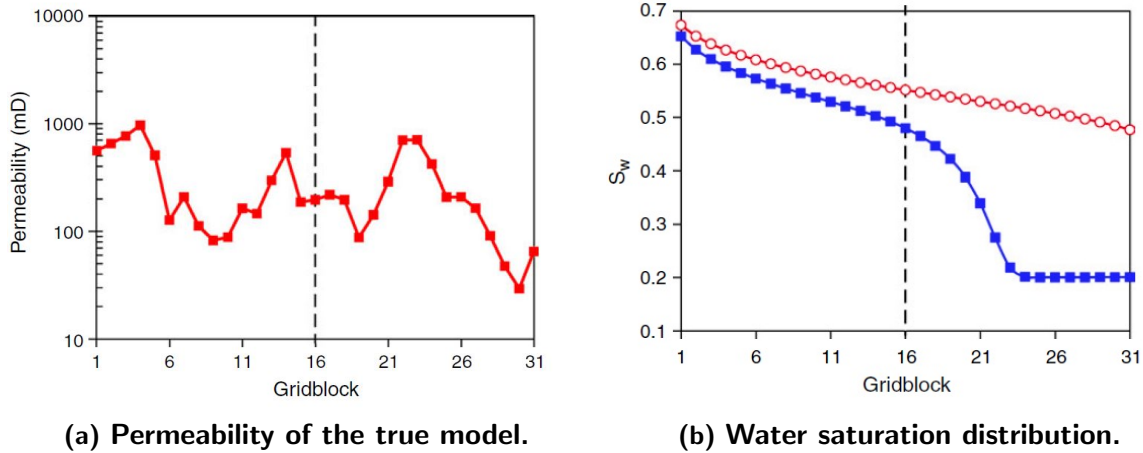 10000
1000
100
10
Permeability (mD)
1 6 11 16 21 26 31
Gridblock
(a) Permeability of the true model.
0.7
0.6
0.5
0.4
0.3
0.2
0.1
S_w
1 6 11 16 21 26 31
Gridblock
(b) Water saturation distribution.